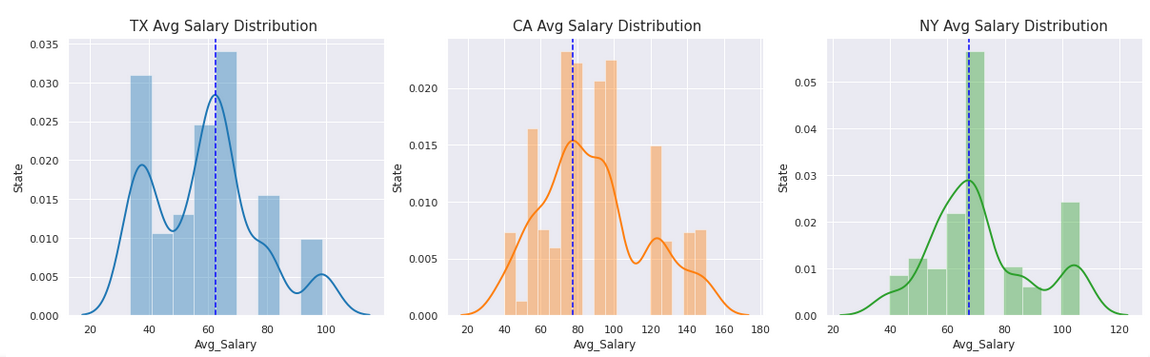 TX Avg Salary Distribution
0.035
0.030
0.025
0.020
0.015
0.010
0.005
0.000
State
20 40 60 80 100
Avg_Salary
CA Avg Salary Distribution
0.020
0.015
0.010
0.005
0.000
State
20 40 60 80 100 120 140 160 180
Avg_Salary
NY Avg Salary Distribution
0.05
0.04
0.03
0.02
0.01
0.00
State
20 40 60 80 100 120
Avg_Salary